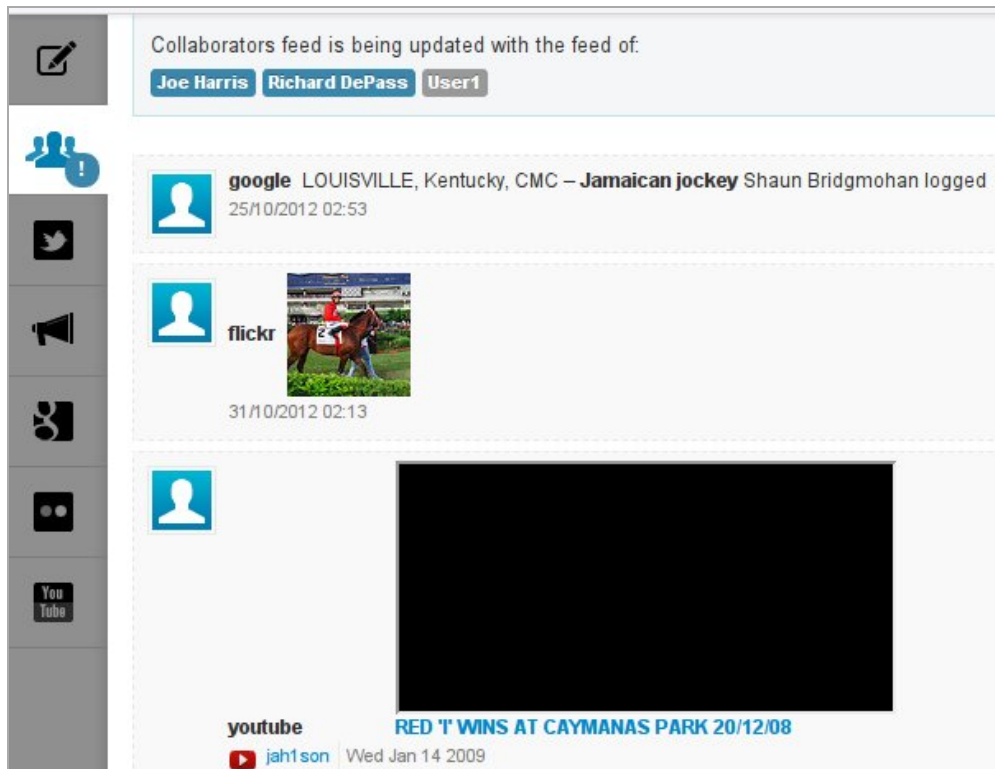 Collaborators feed is being updated with the feed of:
Joe Harris Richard DePass User1
!
google LOUISVILLE, Kentucky, CMC – Jamaican jockey Shaun Bridgmohan logged
25/10/2012 02:53
flickr
2
31/10/2012 02:13
You
Tube
youtube RED 'I' WINS AT CAYMANAS PARK 20/12/08
jah1son Wed Jan 14 2009